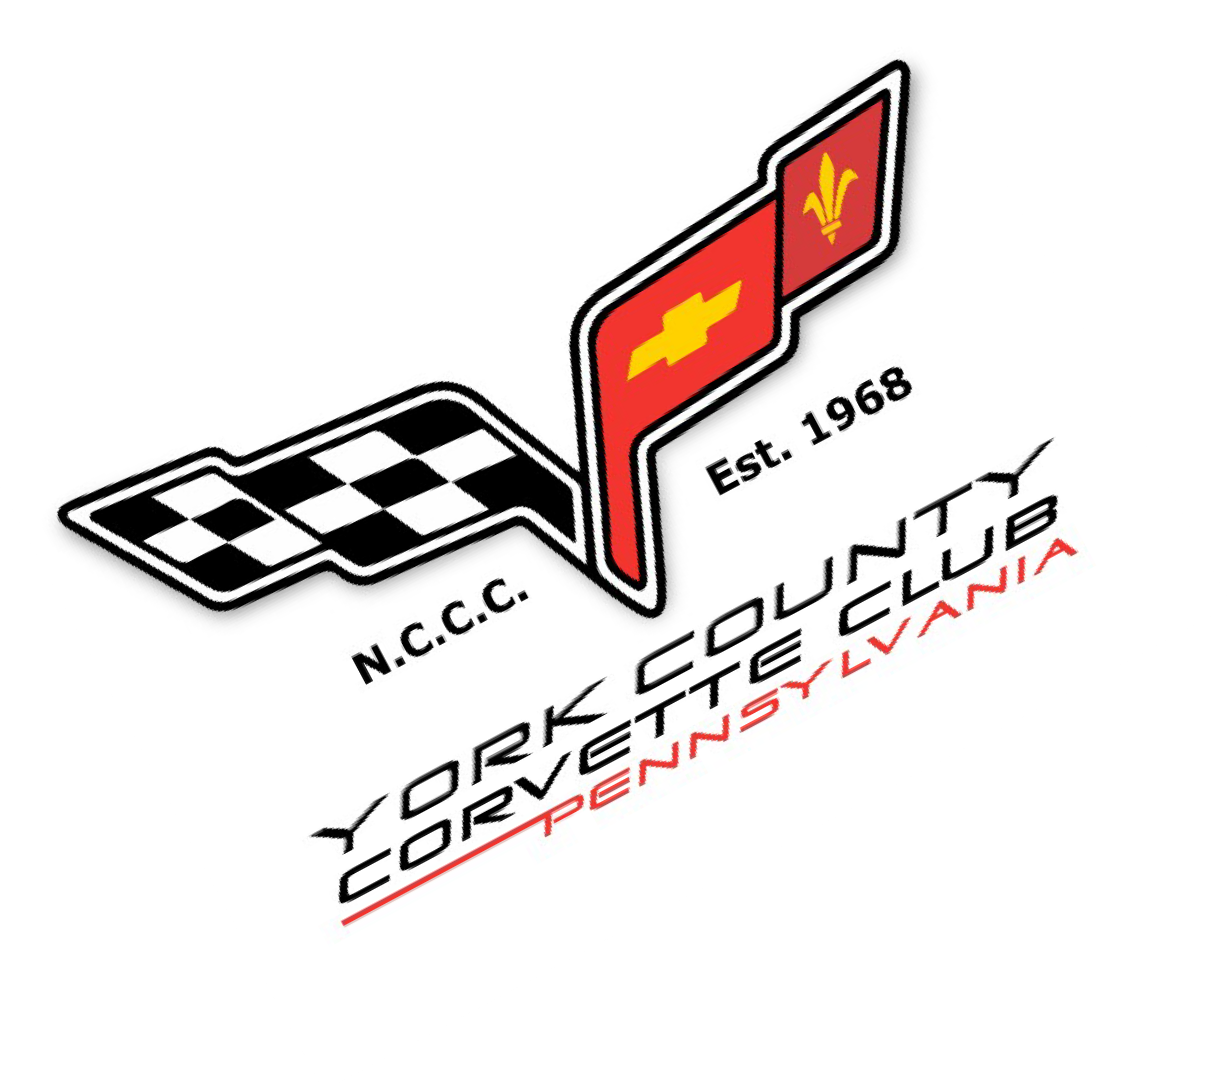 Est. 1968
N.C.C.C.
YORK COUNTY
CORVETTE CLUB
PENNSYLVANIA